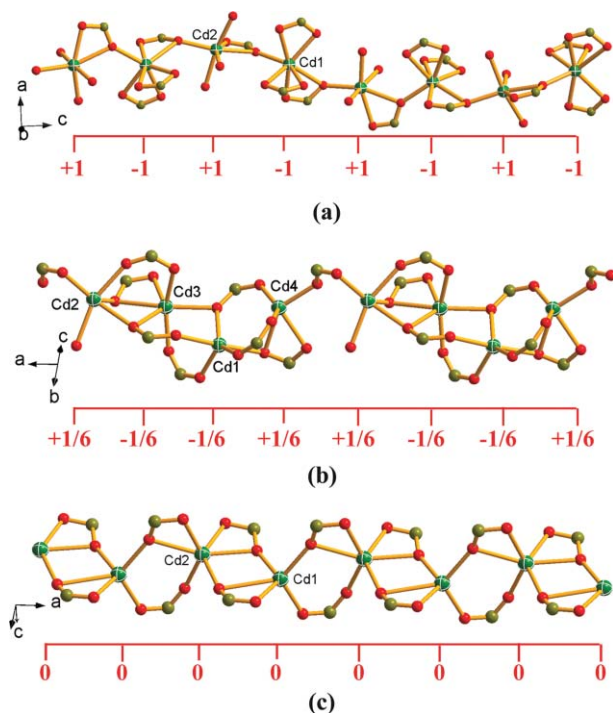 Cd2
Cd1
a
b
c
+1 -1 +1 -1 +1 -1 +1 -1
(a)
Cd2
Cd3
Cd4
Cd1
a
c
b
+1/6 -1/6 -1/6 +1/6 +1/6 -1/6 -1/6 +1/6
(b)
Cd2
Cd1
a
c
0 0 0 0 0 0 0 0
(c)